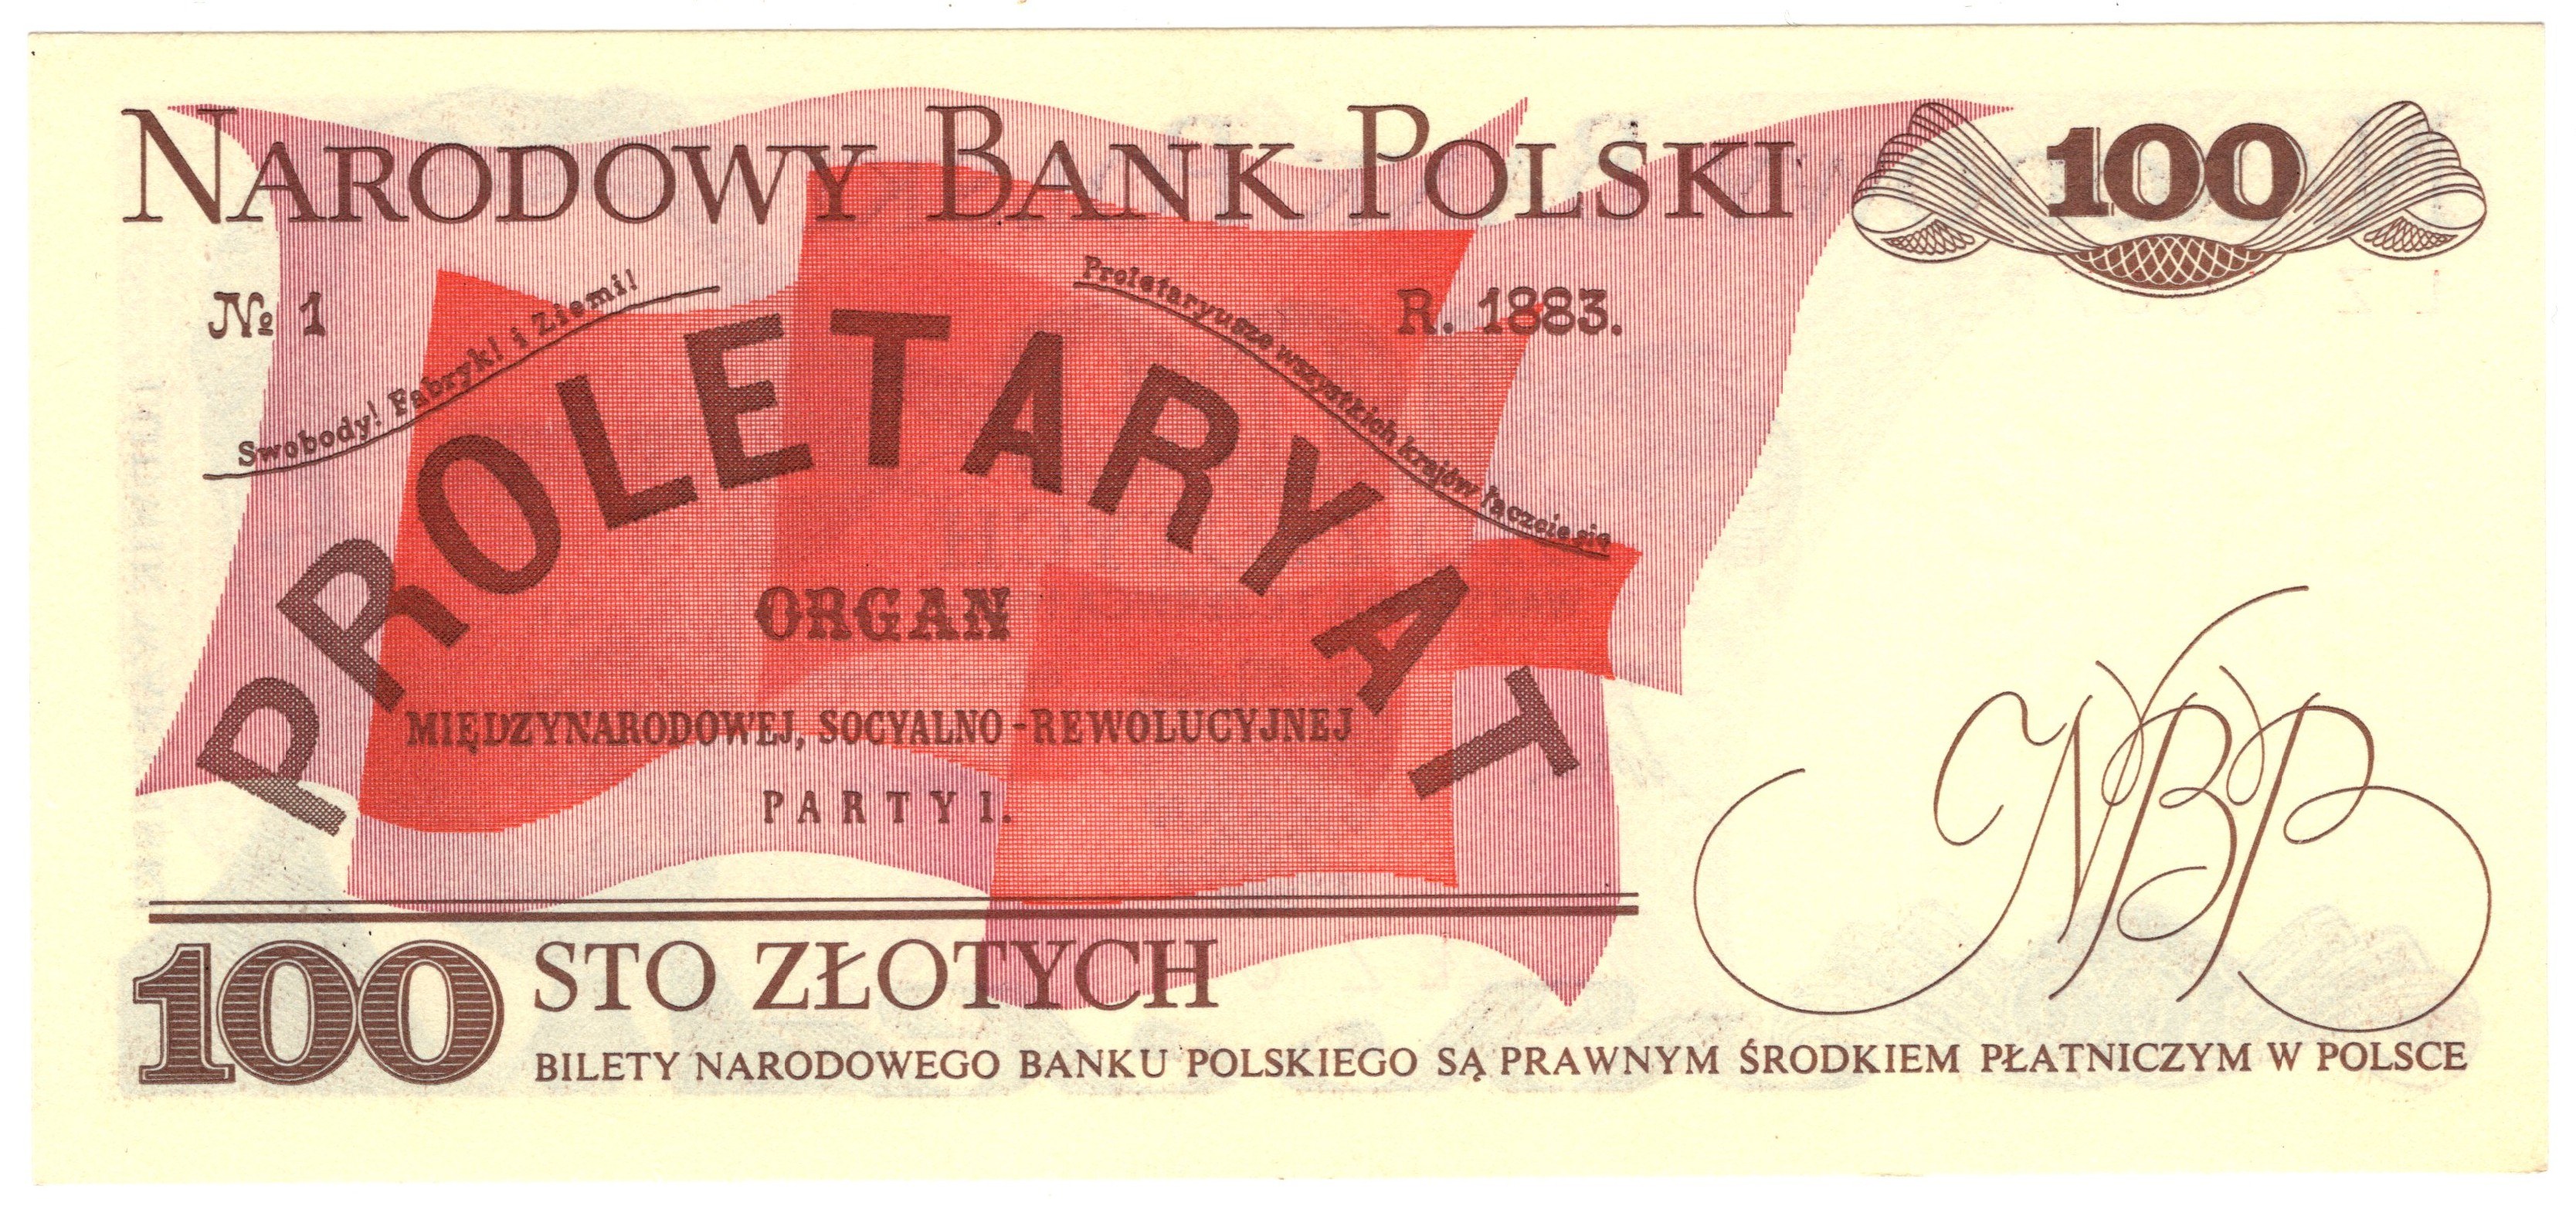 NARODOWY BANK POLSKI
100
№ 1
R. 1883.
Swobody! Fabryk! i Ziemi!
Proletaryusze wszystkich krajów łączcie się
PROLETARYAT
ORGAN
MIĘDZYNARODOWEJ, SOCYALNO-REWOLUCYJNEJ
PARTYI.
NBP
100
STO ZŁOTYCH
BILETY NARODOWEGO BANKU POLSKIEGO SĄ PRAWNYM ŚRODKIEM PŁATNICZYM W POLSCE